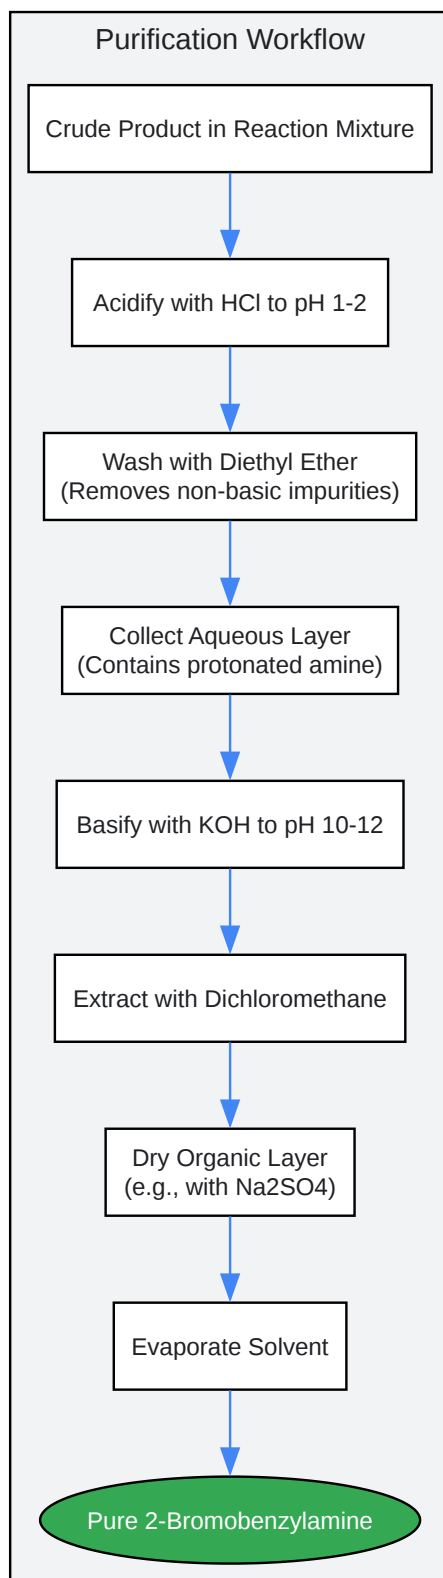 Purification Workflow
Crude Product in Reaction Mixture
Acidify with HCl to pH 1-2
Wash with Diethyl Ether
(Removes non-basic impurities)
Collect Aqueous Layer
(Contains protonated amine)
Basify with KOH to pH 10-12
Extract with Dichloromethane
Dry Organic Layer
(e.g., with Na2SO4)
Evaporate Solvent
Pure 2-Bromobenzylamine